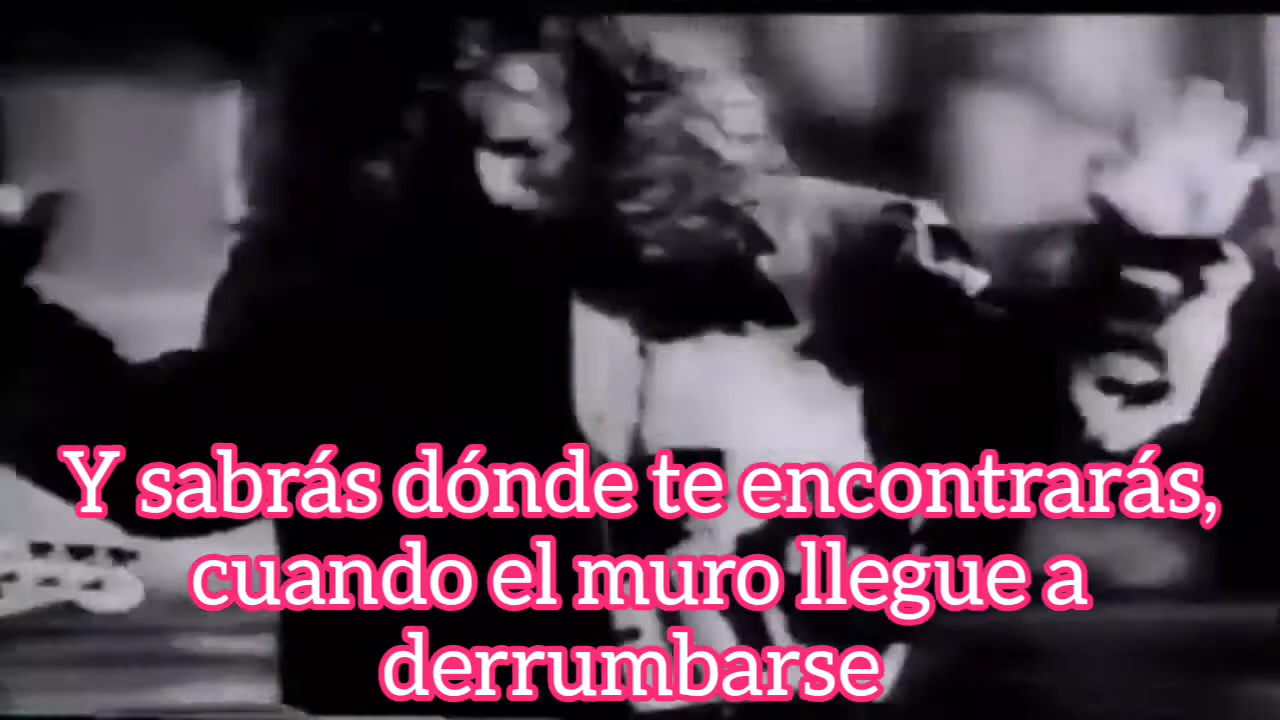 Y sabrás dónde te encontrarás,
cuando el muro llegue a
derrumbarse